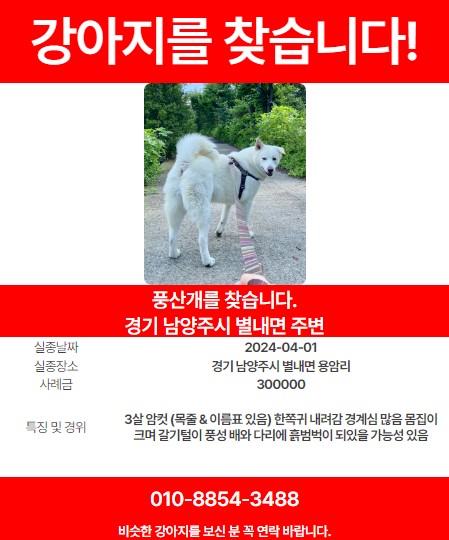 강아지를 찾습니다!
풍산개를 찾습니다.
경기 남양주시 별내면 주변
실종날짜 2024-04-01
실종장소 경기 남양주시 별내면 용암리
사례금 300000
특징 및 경위 3살 암컷 (목줄 & 이름표 있음) 한쪽귀 내려감 경계심 많음 몸집이
크며 갈기털이 풍성 배와 다리에 흙범벅이 되있을 가능성 있음
010-8854-3488
비슷한 강아지를 보신 분 꼭 연락 바랍니다.